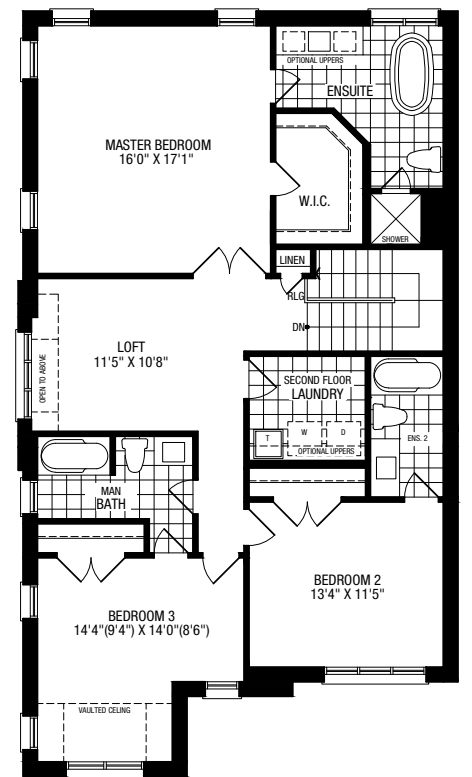 OPTIONAL UPPERS
ENSUITE
MASTER BEDROOM
16'0" X 17'1"
W.I.C.
SHOWER
LINEN
RLG
DN
LOFT
11'5" X 10'8"
OPEN TO ABOVE
SECOND FLOOR
LAUNDRY
T
W
D
OPTIONAL UPPERS
ENS. 2
MAN
BATH
BEDROOM 2
13'4" X 11'5"
BEDROOM 3
14'4"(9'4") X 14'0"(8'6")
VAULTED CELING